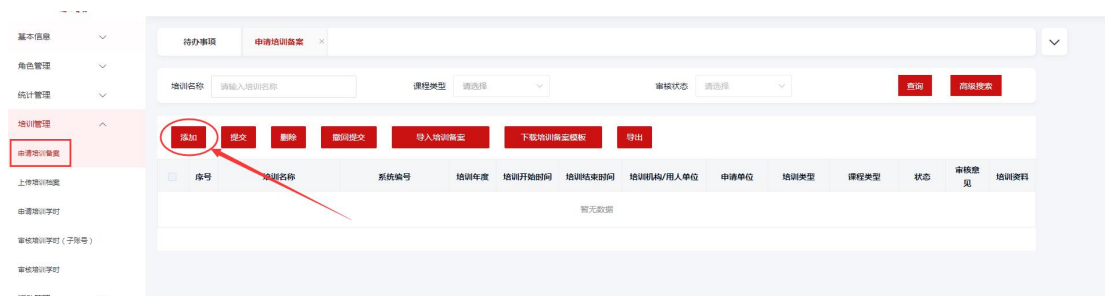 基本信息
角色管理
统计管理
培训管理
申请培训备案
上传培训档案
申请培训学时
审核培训学时（子账号）
审核培训学时
待办事项 申请培训备案 ×
培训名称 请输入培训名称 课程类型 请选择 审核状态 请选择 查询 高级搜索
添加 提交 删除 撤回提交 导入培训备案 下载培训备案模板 导出
序号 培训名称 系统编号 培训年度 培训开始时间 培训结束时间 培训机构/用人单位 申请单位 培训类型 课程类型 状态 审核意见 培训资料
暂无数据